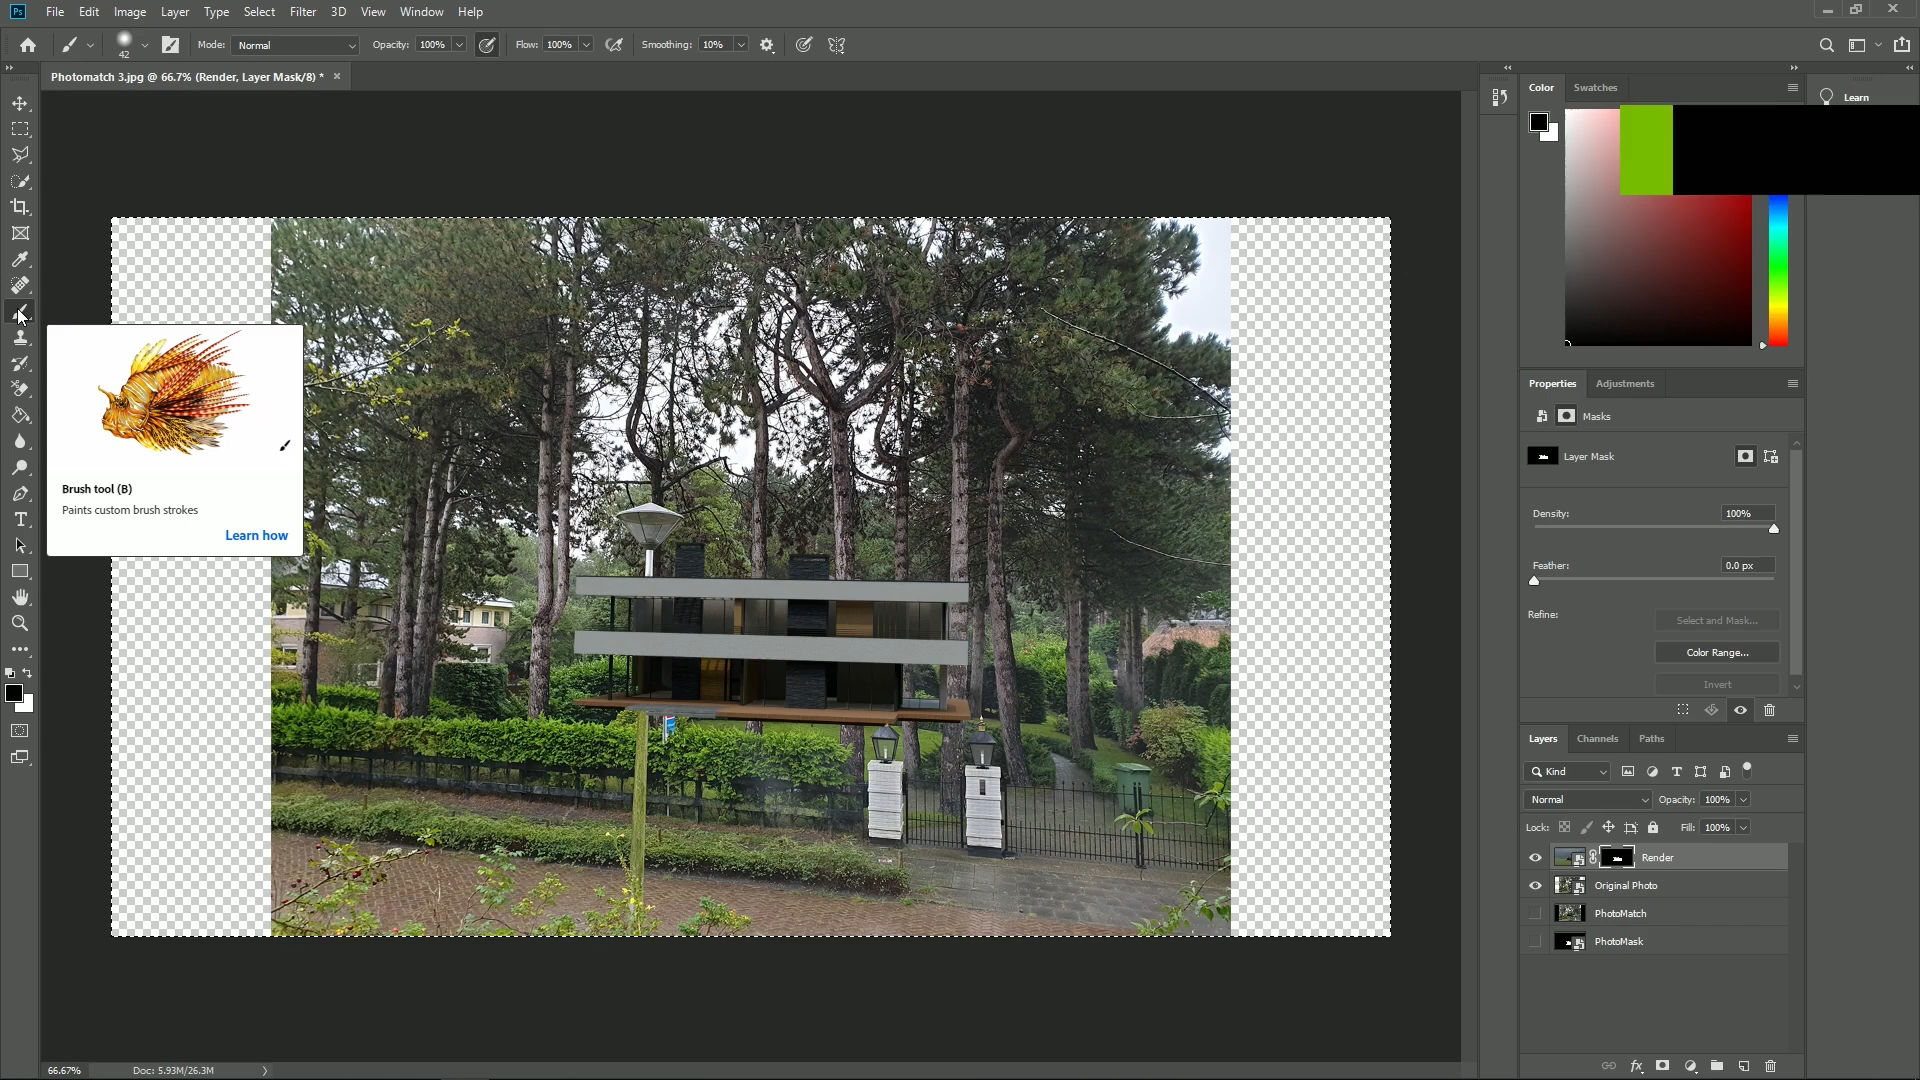 Ps File Edit Image Layer Type Select Filter 3D View Window Help
42 Mode: Normal Opacity: 100% Flow: 100% Smoothing: 10%
Photomatch 3.jpg @ 66.7% (Render, Layer Mask/8) * ×
Color Swatches
Learn
Brush tool (B)
Paints custom brush strokes
Learn how
Properties Adjustments
Masks
Layer Mask
Density: 100%
Feather: 0.0 px
Refine: Select and Mask...
Color Range...
Invert
Layers Channels Paths
Kind
Normal Opacity: 100%
Lock: Fill: 100%
Render
Original Photo
PhotoMatch
PhotoMask
fx
66.67% Doc: 5.93M/26.3M